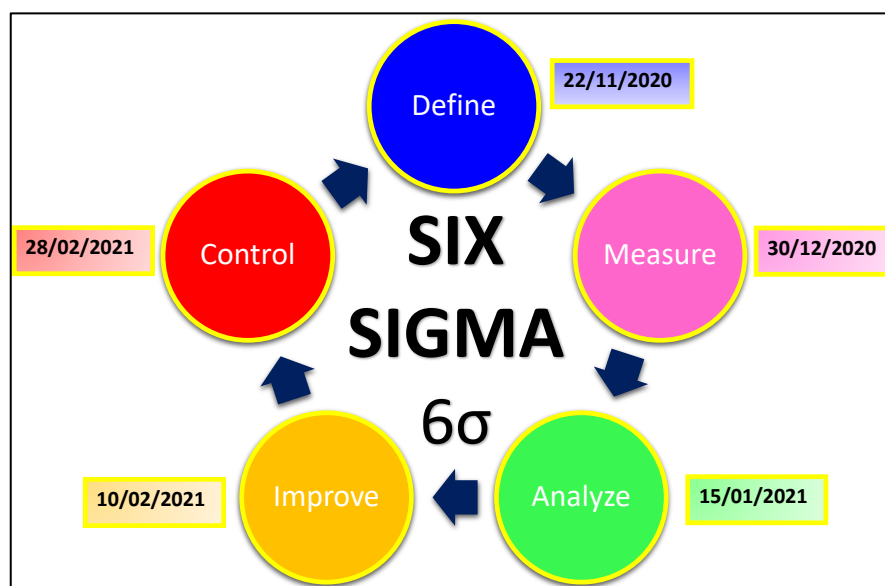 Define
22/11/2020
Measure
30/12/2020
Analyze
15/01/2021
Improve
10/02/2021
Control
28/02/2021
SIX
SIGMA
6σ